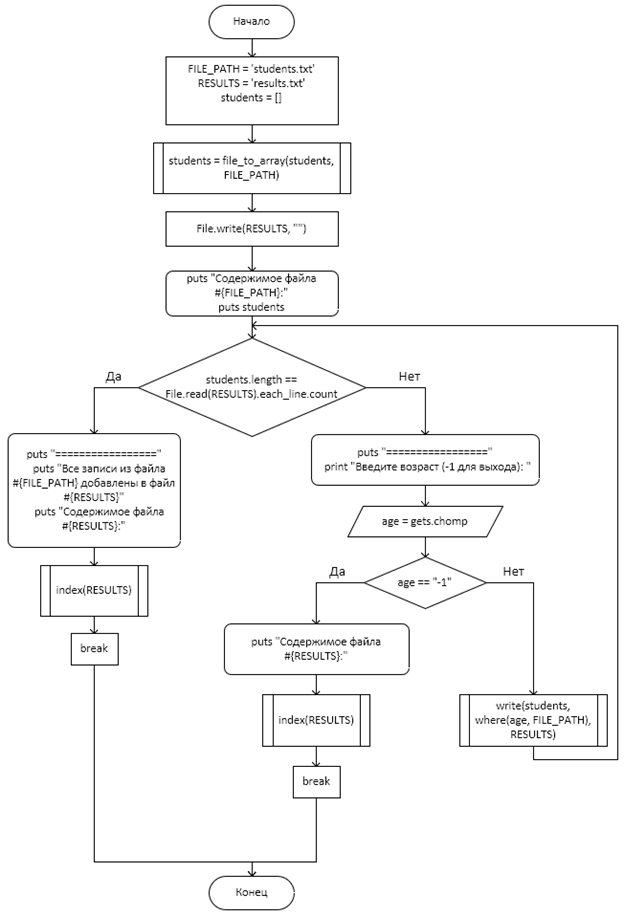 Начало
FILE_PATH = 'students.txt'
RESULTS = 'results.txt'
students = []
students = file_to_array(students,
FILE_PATH)
File.write(RESULTS, "")
puts "Содержимое файла
#{FILE_PATH}:"
puts students
students.length ==
File.read(RESULTS).each_line.count
Да
Нет
puts "================="
puts "Все записи из файла
#{FILE_PATH} добавлены в файл
#{RESULTS}"
puts "Содержимое файла
#{RESULTS}:"
index(RESULTS)
break
puts "================="
print "Введите возраст (-1 для выхода): "
age = gets.chomp
age == "-1"
Да
Нет
puts "Содержимое файла
#{RESULTS}:"
index(RESULTS)
break
write(students,
where(age, FILE_PATH),
RESULTS)
Конец